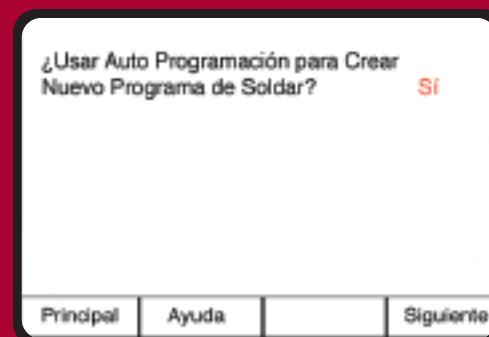 ¿Usar Auto Programación para Crear
Nuevo Programa de Soldar? Sí
Principal Ayuda Siguiente